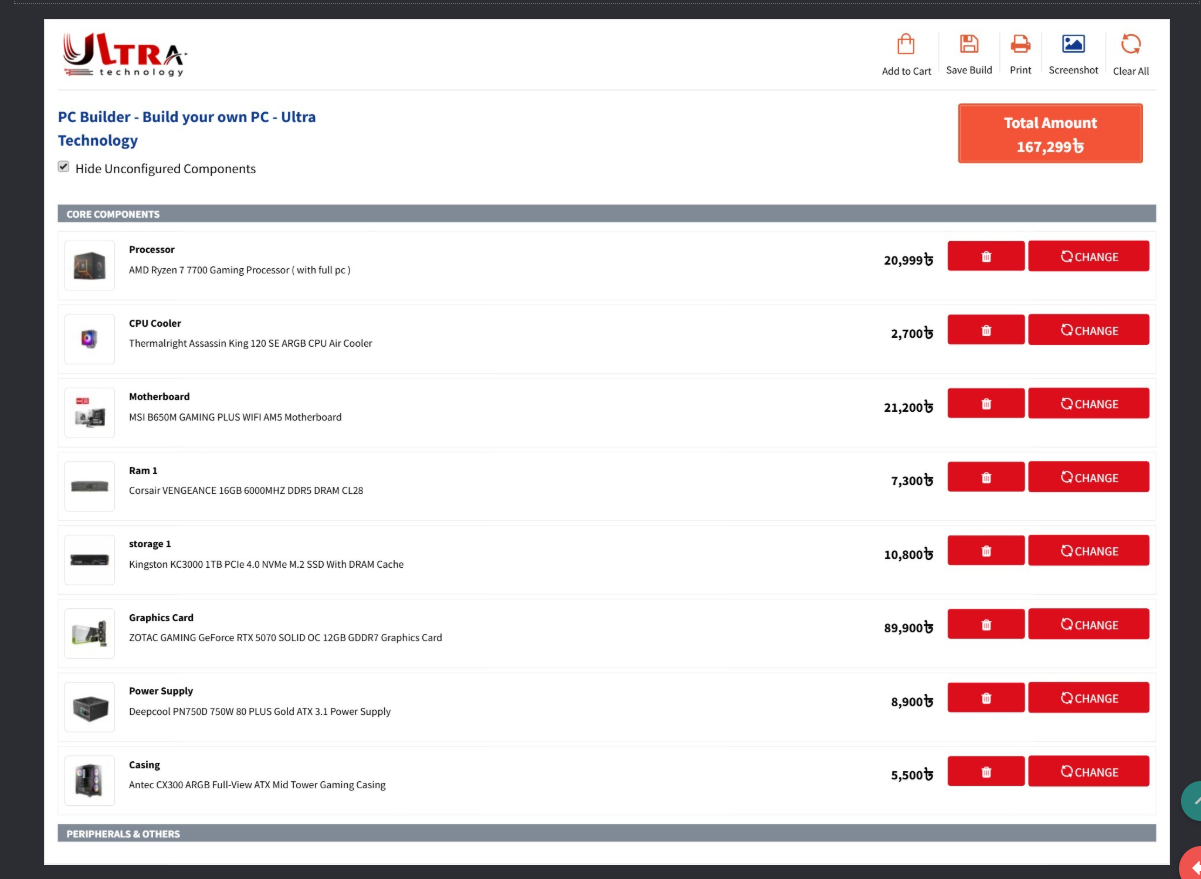 ULTRA
technology
Add to Cart
Save Build
Print
Screenshot
Clear All
PC Builder - Build your own PC - Ultra
Technology
Hide Unconfigured Components
Total Amount
167,299৳
CORE COMPONENTS
Processor
AMD Ryzen 7 7700 Gaming Processor ( with full pc )
20,999৳
CHANGE
CPU Cooler
Thermalright Assassin King 120 SE ARGB CPU Air Cooler
2,700৳
CHANGE
Motherboard
MSI B650M GAMING PLUS WIFI AM5 Motherboard
21,200৳
CHANGE
Ram 1
Corsair VENGEANCE 16GB 6000MHZ DDR5 DRAM CL28
7,300৳
CHANGE
storage 1
Kingston KC3000 1TB PCIe 4.0 NVMe M.2 SSD With DRAM Cache
10,800৳
CHANGE
Graphics Card
ZOTAC GAMING GeForce RTX 5070 SOLID OC 12GB GDDR7 Graphics Card
89,900৳
CHANGE
Power Supply
Deepcool PN750D 750W 80 PLUS Gold ATX 3.1 Power Supply
8,900৳
CHANGE
Casing
Antec CX300 ARGB Full-View ATX Mid Tower Gaming Casing
5,500৳
CHANGE
PERIPHERALS & OTHERS